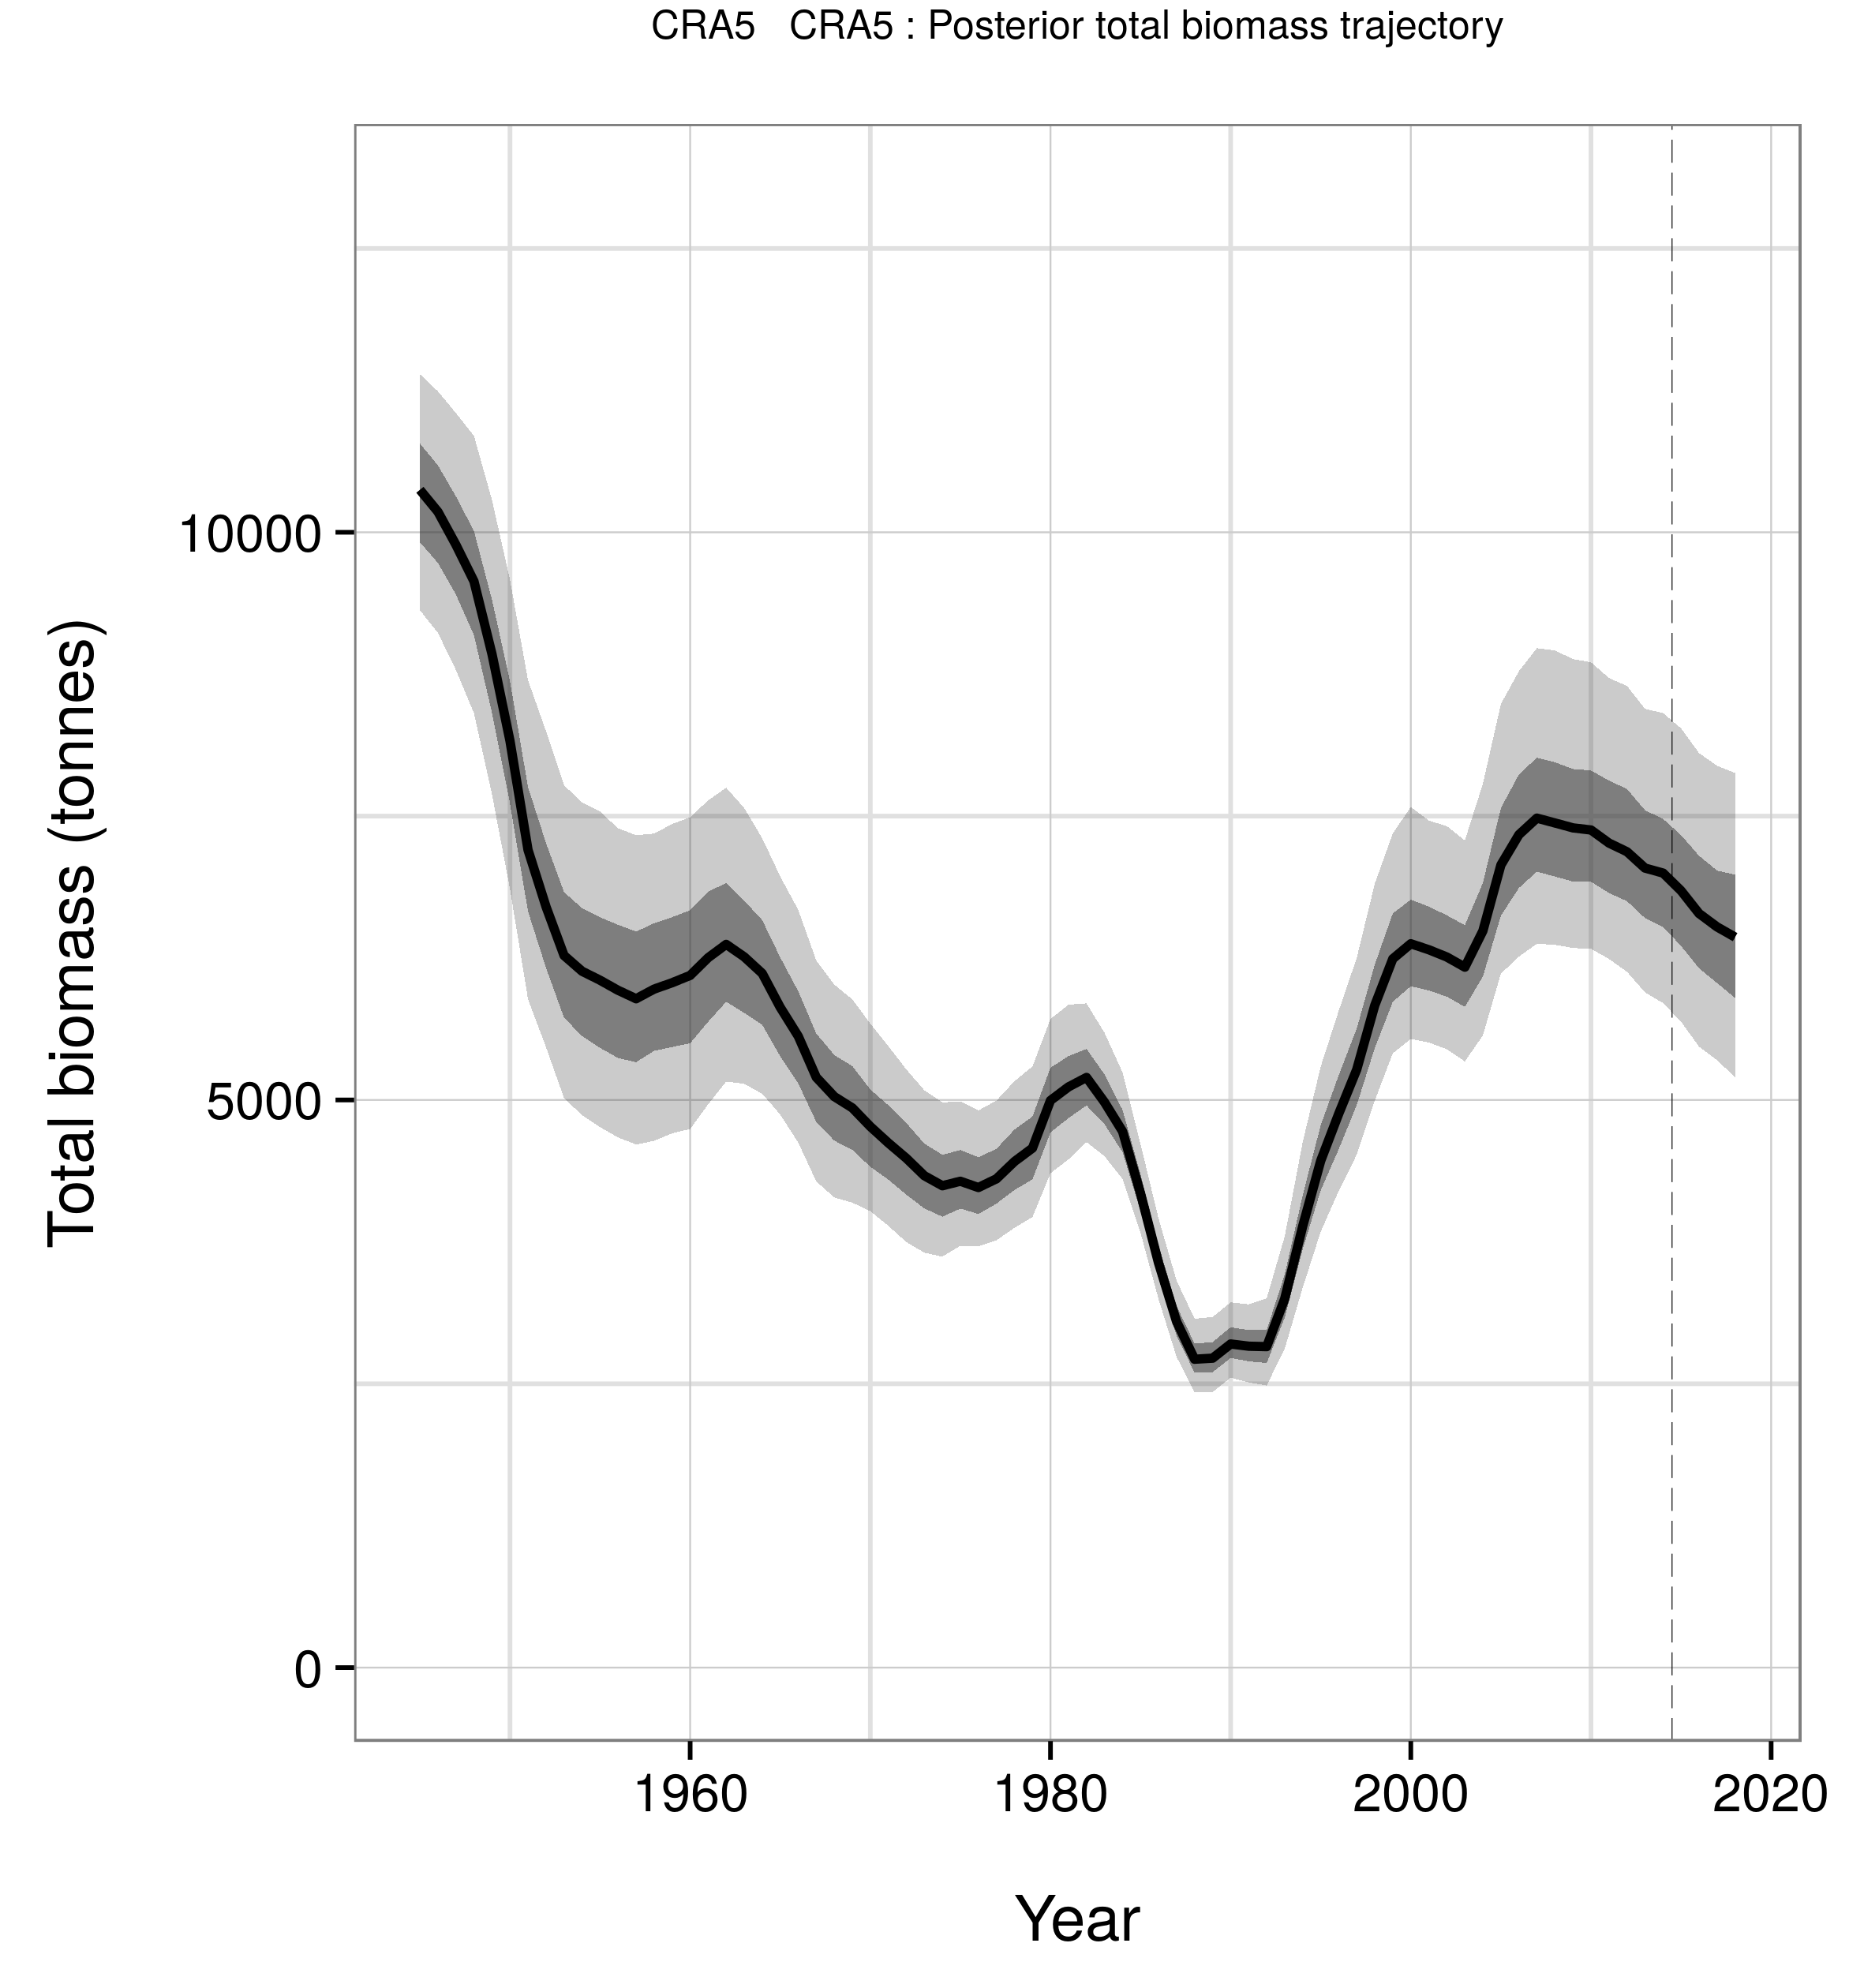 CRA5 CRA5 : Posterior total biomass trajectory
Total biomass (tonnes)
10000
5000
0
1960 1980 2000 2020
Year